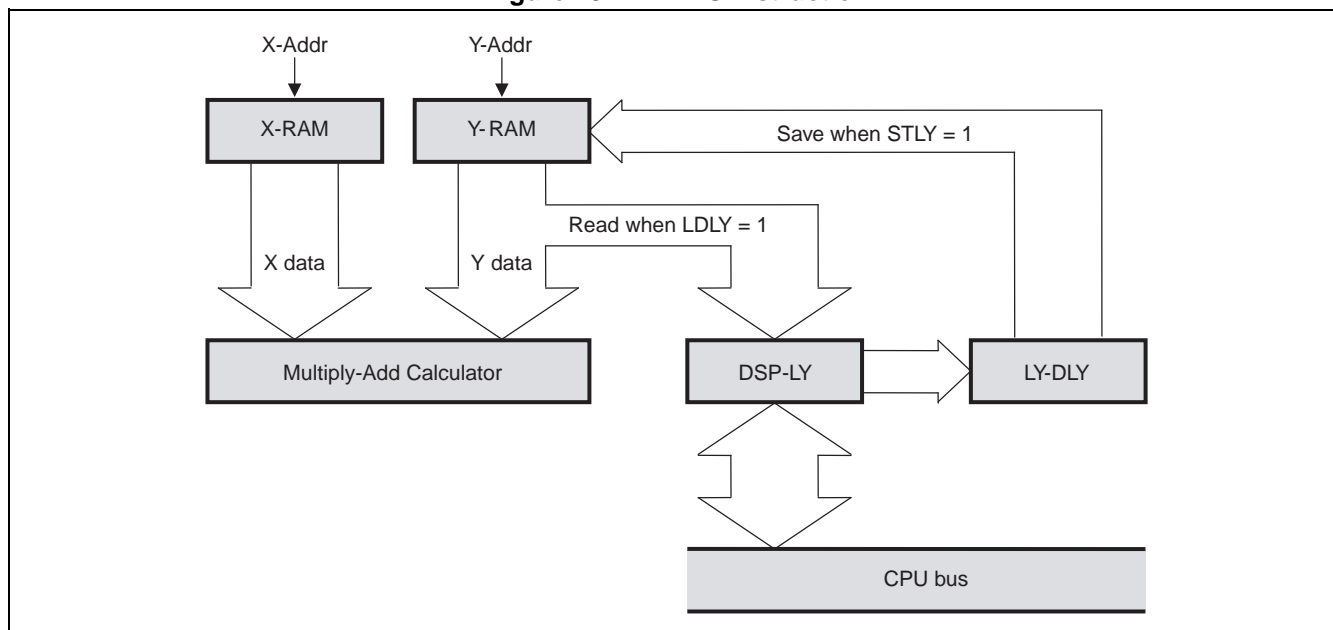 X-Addr
Y-Addr
X-RAM
Y-RAM
Save when STLY = 1
Read when LDLY = 1
X data
Y data
Multiply-Add Calculator
DSP-LY
LY-DLY
CPU bus